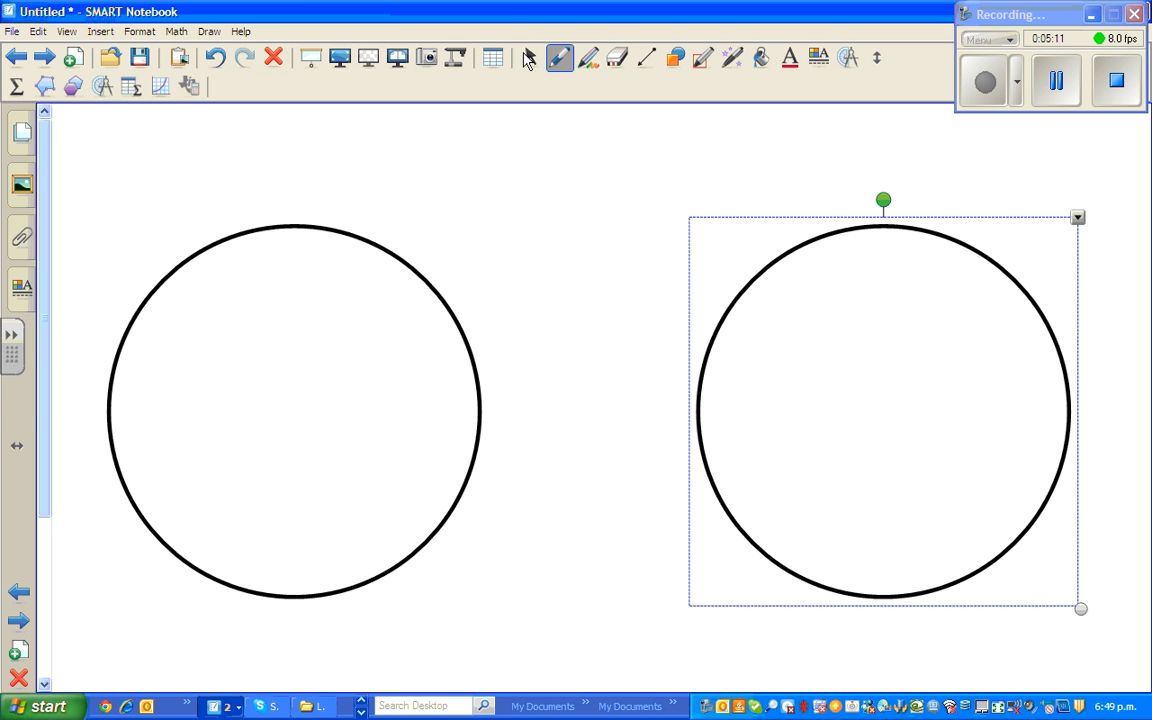 Untitled * - SMART Notebook
File Edit View Insert Format Math Draw Help
Recording...
Menu 0:05:11 8.0 fps
start
2
S.
L.
Search Desktop
My Documents
My Documents
6:49 p.m.